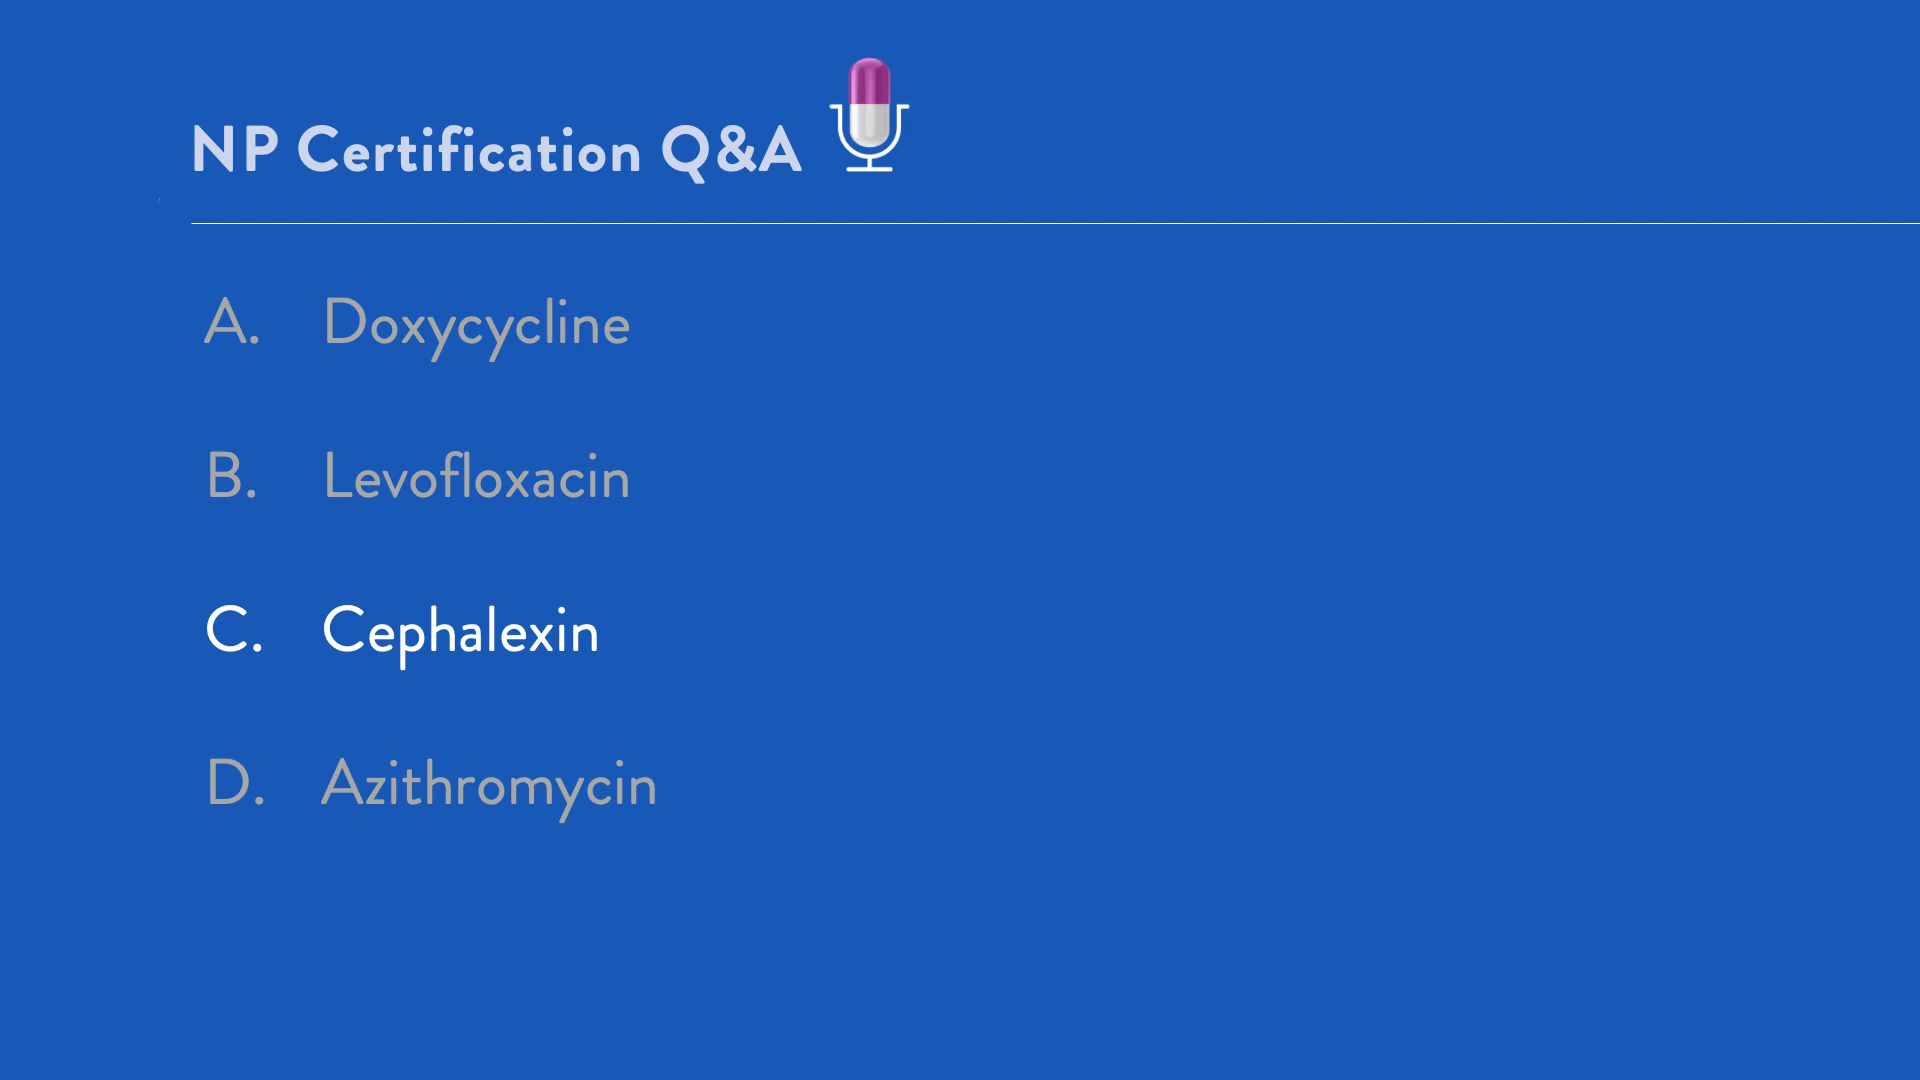 NP Certification Q&A
A. Doxycycline
B. Levofloxacin
C. Cephalexin
D. Azithromycin